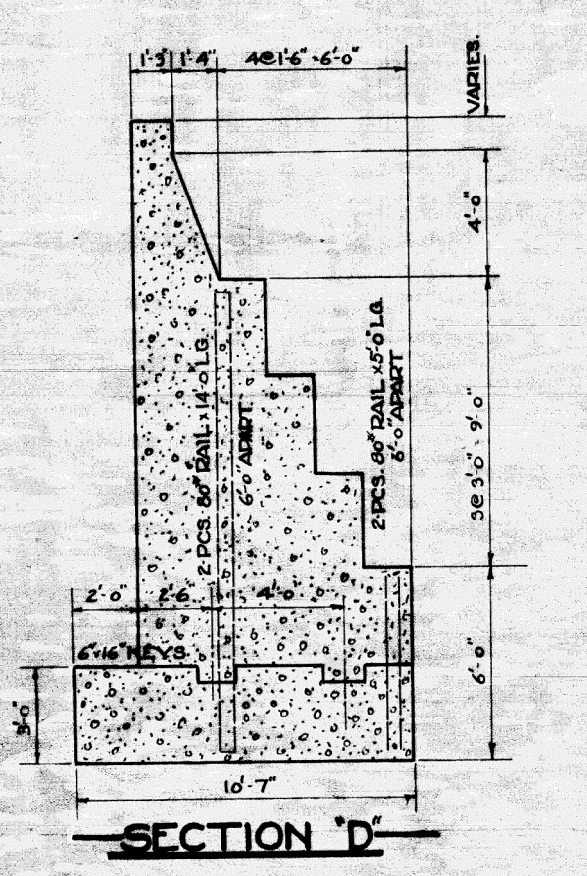 1'-3" 1'-4" 4@1'-6" = 6'-0"
VARIES.
4'-0"
2-PCS. 80# RAIL x 14'-0" LG.
6'-0" APART
2-PCS. 80# RAIL x 5'-0" LG.
6'-0" APART
3@3'-0" = 9'-0"
2'-0" 2'-6" 4'-0"
6"x16" KEYS
6'-0"
3'-0"
10'-7"
SECTION "D"